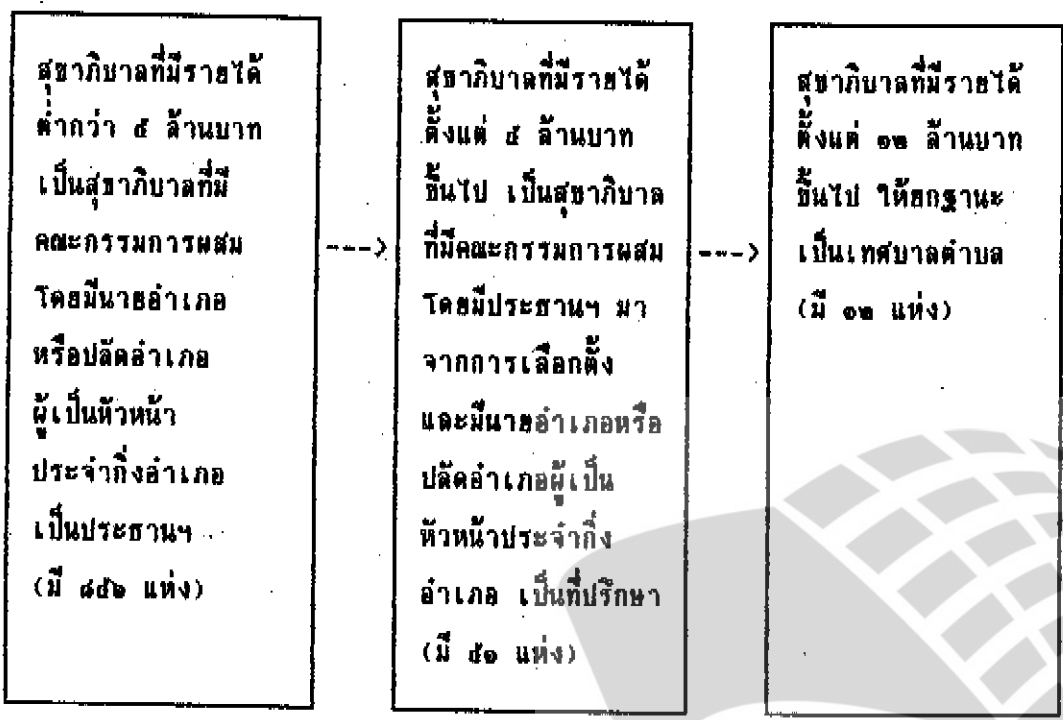 สุขาภิบาลที่มีรายได้
ต่ำกว่า ๕ ล้านบาท
เป็นสุขาภิบาลที่มี
คณะกรรมการผสม
โดยมีนายอำเภอ
หรือปลัดอำเภอ
ผู้เป็นหัวหน้า
ประจำกิ่งอำเภอ
เป็นประธานฯ
(มี ๘๕๒ แห่ง)
--->
สุขาภิบาลที่มีรายได้
ตั้งแต่ ๕ ล้านบาท
ขึ้นไป เป็นสุขาภิบาล
ที่มีคณะกรรมการผสม
โดยมีประธานฯ มา
จากการเลือกตั้ง
และมีนายอำเภอหรือ
ปลัดอำเภอผู้เป็น
หัวหน้าประจำกิ่ง
อำเภอ เป็นที่ปรึกษา
(มี ๕๑ แห่ง)
--->
สุขาภิบาลที่มีรายได้
ตั้งแต่ ๑๒ ล้านบาท
ขึ้นไป ให้ยกฐานะ
เป็นเทศบาลตำบล
(มี ๑๒ แห่ง)